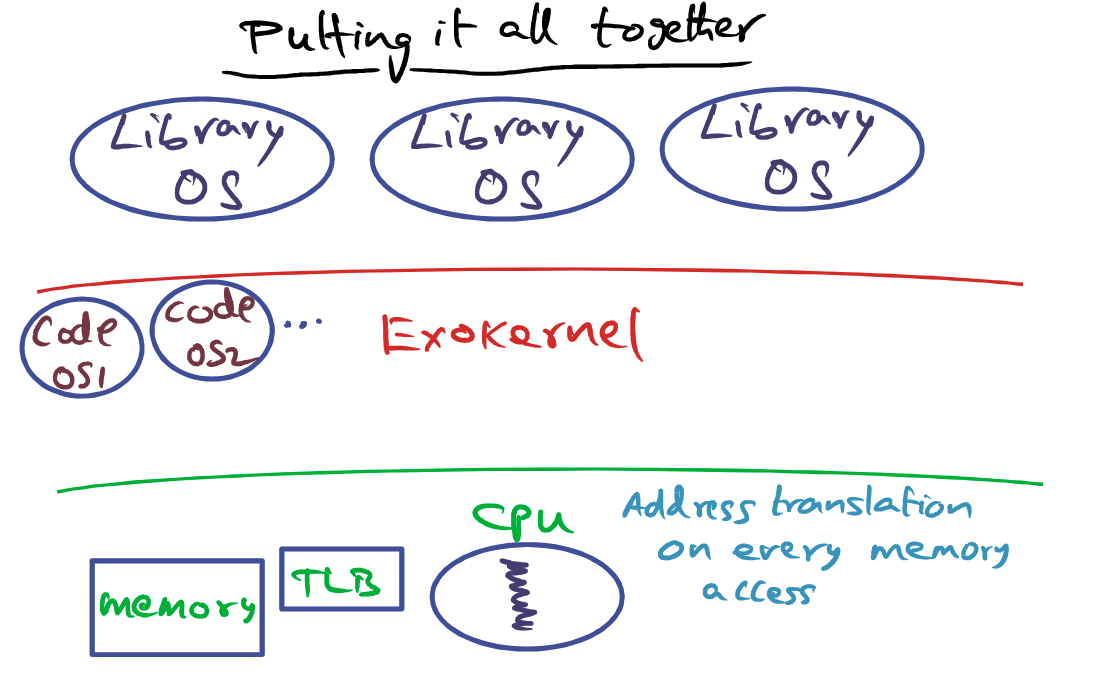 Putting it all together
Library
OS
Library
OS
Library
OS
Code
OS1
code
OS2
...
Exokernel
CPU
Address translation
on every memory
access
memory
TLB